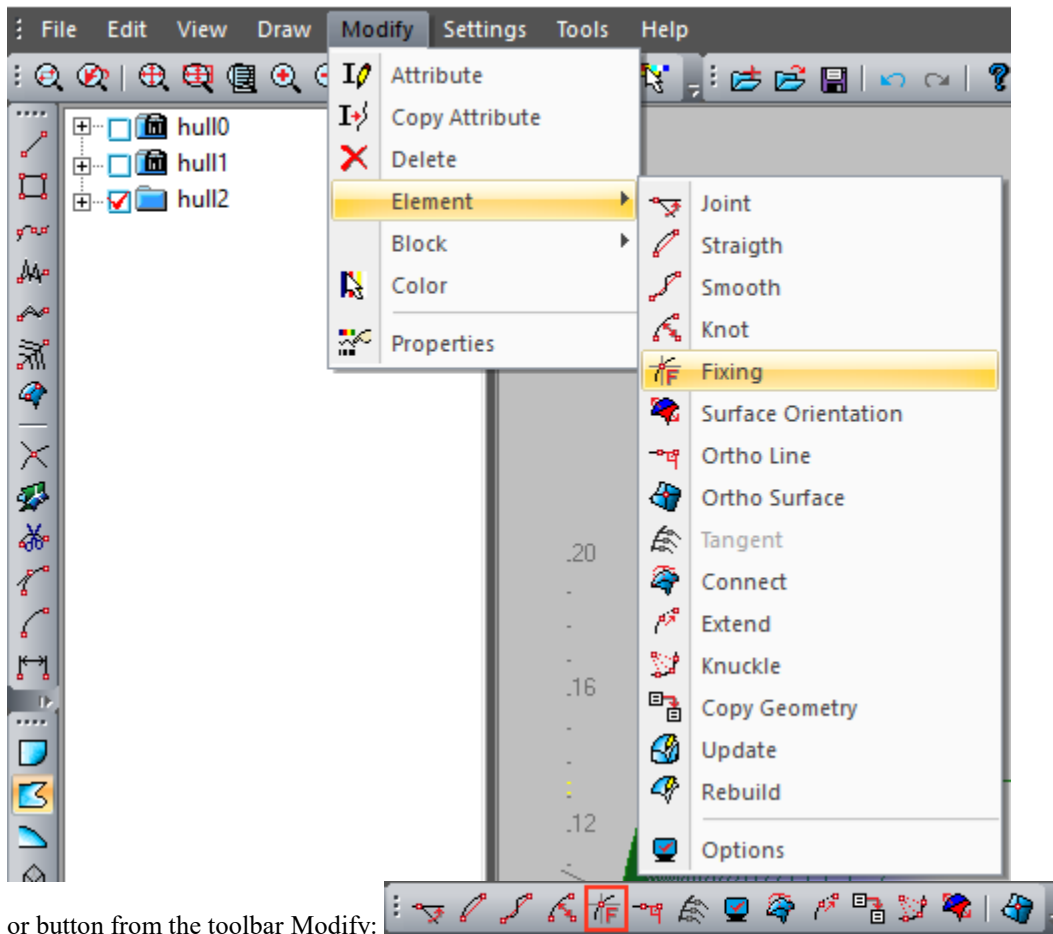 File Edit View Draw Modify Settings Tools Help
Attribute
Copy Attribute
Delete
Element
Block
Color
Properties
hull0
hull1
hull2
Joint
Straigth
Smooth
Knot
Fixing
Surface Orientation
Ortho Line
Ortho Surface
Tangent
Connect
Extend
Knuckle
Copy Geometry
Update
Rebuild
Options
.20
.16
.12
or button from the toolbar Modify: